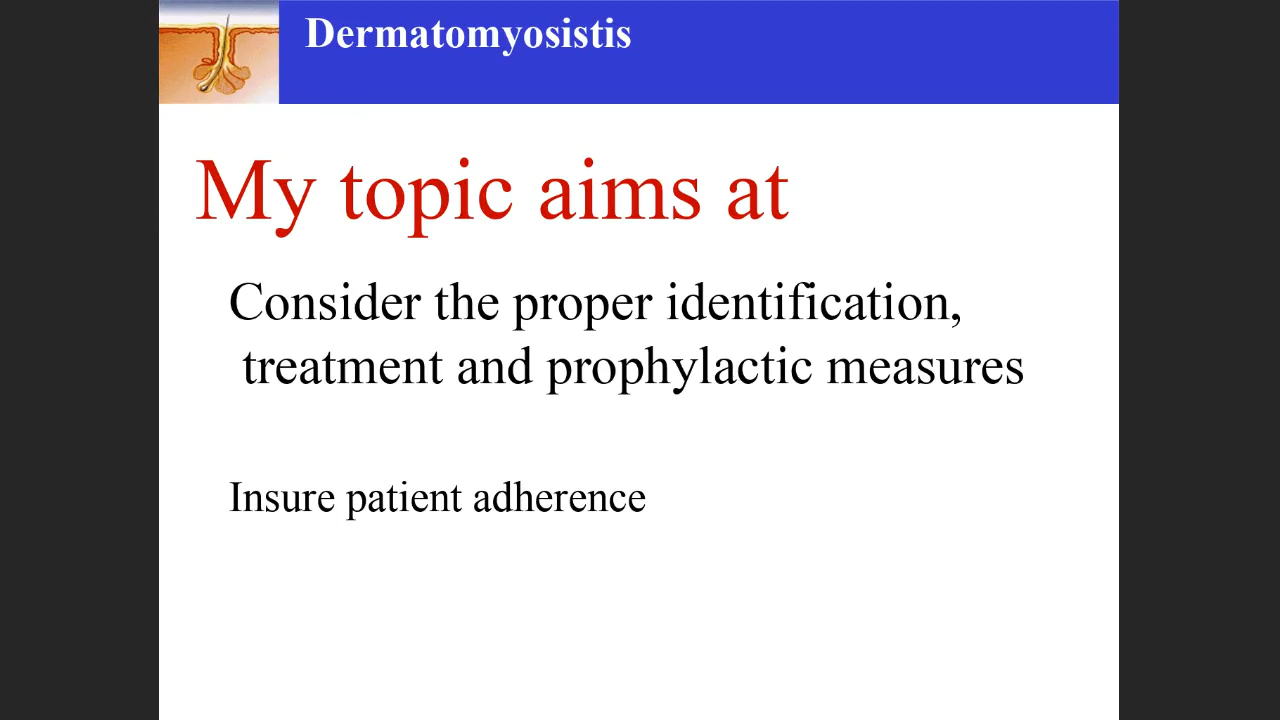 Dermatomyosistis
My topic aims at
Consider the proper identification,
treatment and prophylactic measures
Insure patient adherence